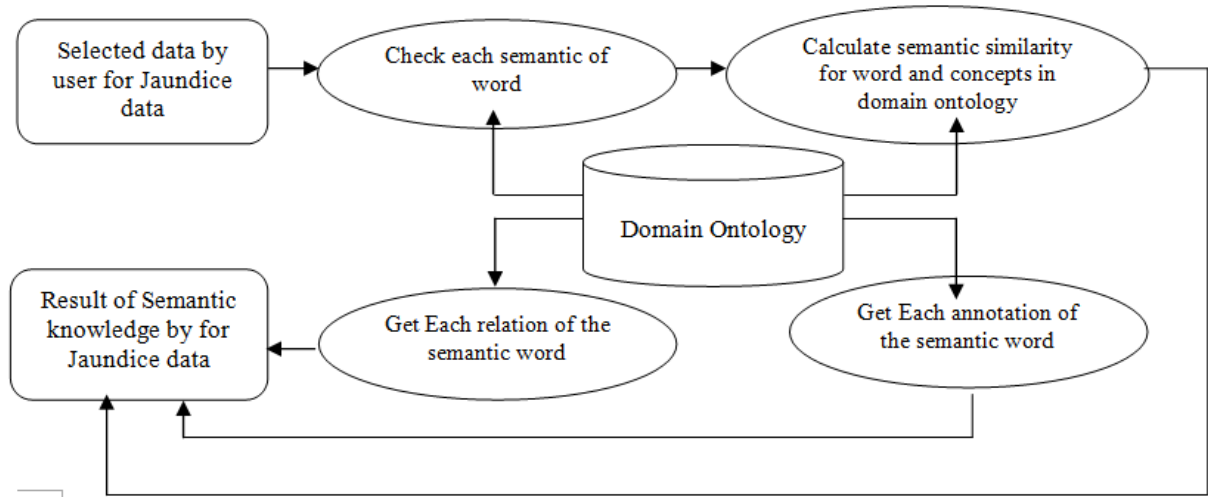 Selected data by
user for Jaundice
data
Check each semantic of
word
Calculate semantic similarity
for word and concepts in
domain ontology
Domain Ontology
Result of Semantic
knowledge by for
Jaundice data
Get Each relation of the
semantic word
Get Each annotation of
the semantic word